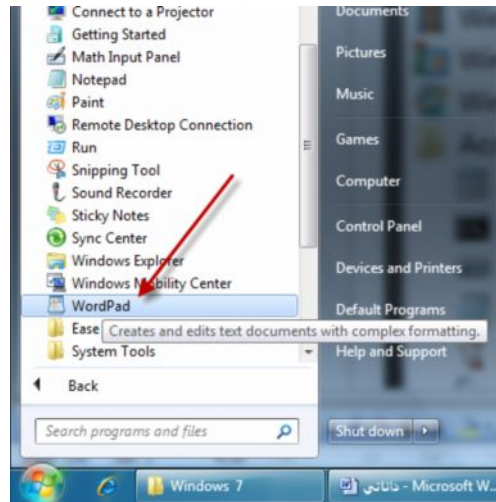 Connect to a Projector
Getting Started
Math Input Panel
Notepad
Paint
Remote Desktop Connection
Run
Snipping Tool
Sound Recorder
Sticky Notes
Sync Center
Windows Explorer
Windows Mobility Center
WordPad
Ease
Creates and edits text documents with complex formatting.
System Tools
Back
Search programs and files
Documents
Pictures
Music
Games
Computer
Control Panel
Devices and Printers
Default Programs
Help and Support
Shut down
Windows 7
- Microsoft W...